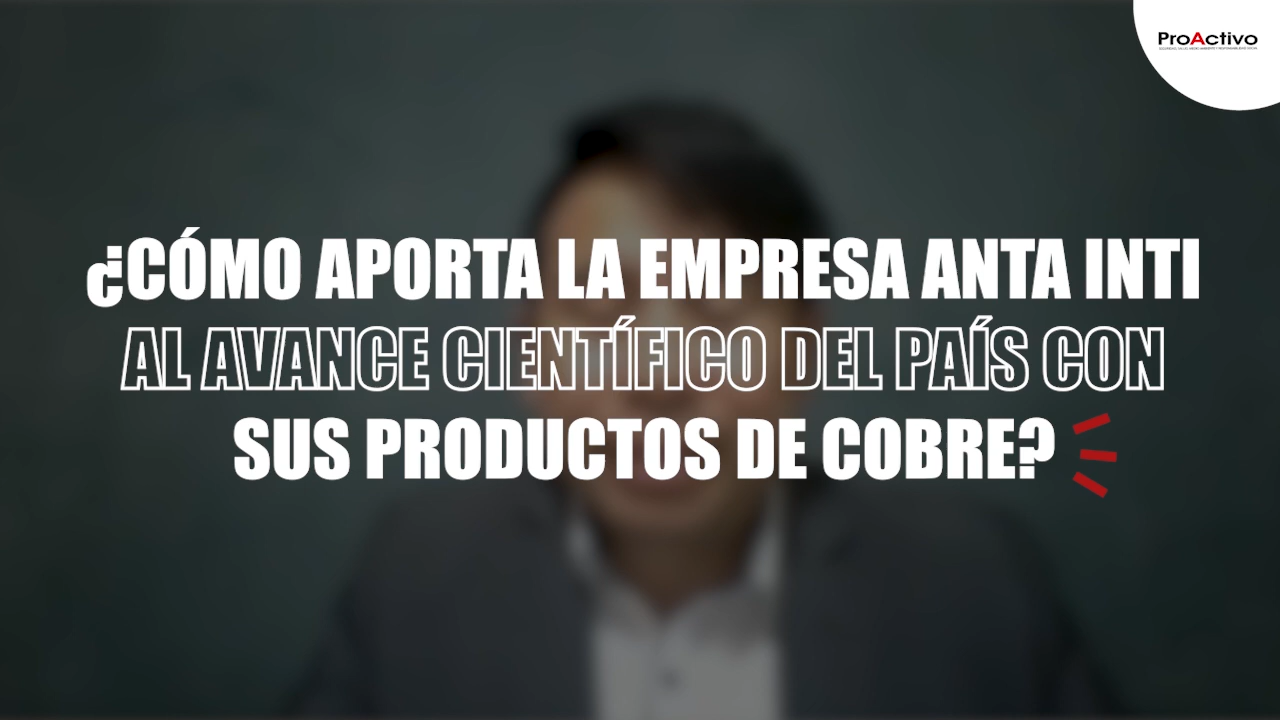 ProActivo
¿CÓMO APORTA LA EMPRESA ANTA INTI
AL AVANCE CIENTÍFICO DEL PAÍS CON
SUS PRODUCTOS DE COBRE?